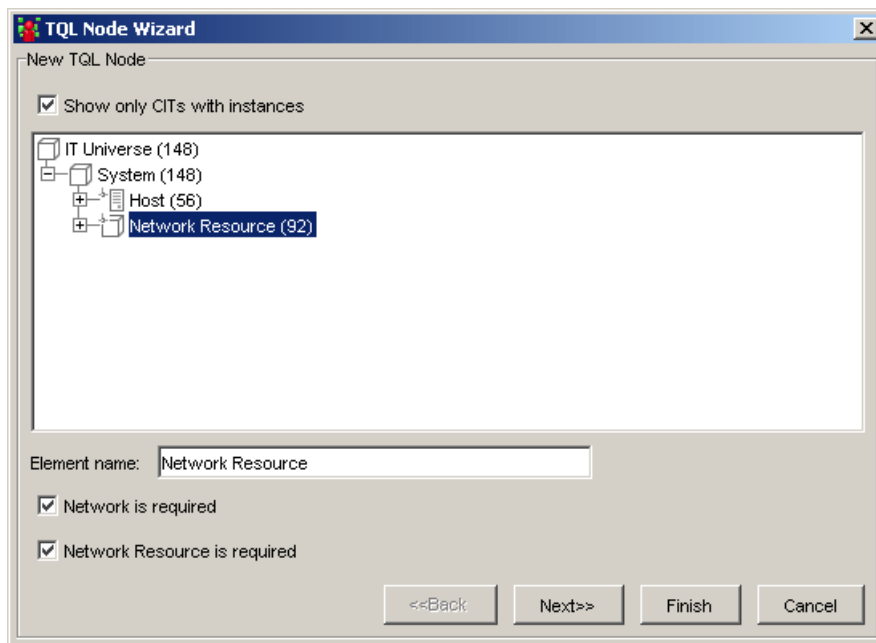 TQL Node Wizard
New TQL Node
Show only CITs with instances
IT Universe (148)
System (148)
Host (56)
Network Resource (92)
Element name: Network Resource
Network is required
Network Resource is required
<<Back Next>> Finish Cancel